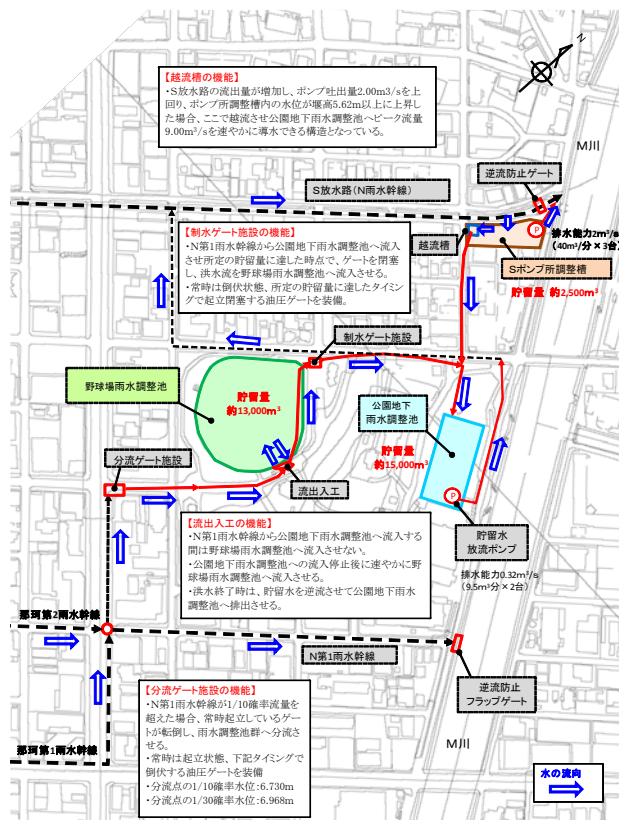 N
【越流槽の機能】
・S放水路の流出量が増加し、ポンプ吐出量2.00m3/sを上
回り、ポンプ所調整槽内の水位が堰高5.62m以上に上昇し
た場合、ここで越流させ公園地下雨水調整池へピーク流量
9.00m³/sを速やかに導水できる構造となっている。
M川
逆流防止ゲート
S放水路(N雨水幹線)
越流槽
P
排水能力2m³/s
(40m³/分×3台)
Sポンプ所調整槽
貯留量 約2,500m³
【制水ゲート施設の機能】
・N第1雨水幹線から公園地下雨水調整池へ流入
させ所定の貯留量に達した時点で、ゲートを閉塞
し、洪水流を野球場雨水調整池へ流入させる。
・常時は倒伏状態、所定の貯留量に達したタイミン
グで起立閉塞する油圧ゲートを装備。
制水ゲート施設
野球場雨水調整池
貯留量
約13,000m³
公園地下
雨水調整池
貯留量
約15,000m³
分流ゲート施設
流出入工
P
貯留水
放流ポンプ
排水能力0.32m³/s
(9.5m³分×2台)
【流出入工の機能】
・N第1雨水幹線から公園地下雨水調整池へ流入する
間は野球場雨水調整池へ流入させない。
・公園地下雨水調整池への流入停止後に速やかに野
球場雨水調整池へ流入させる。
・洪水終了時は、貯留水を逆流させて公園地下雨水
調整池へ排出させる。
那珂第2雨水幹線
N第1雨水幹線
逆流防止
フラップゲート
【分流ゲート施設の機能】
・N第1雨水幹線が1/10確率流量を
超えた場合、常時起立しているゲー
トが転倒し、雨水調整池群へ分流さ
せる。
・常時は起立状態、下記タイミングで
倒伏する油圧ゲートを装備
・分流点の1/10確率水位:6.730m
・分流点の1/30確率水位:6.968m
那珂第1雨水幹線
M川
水の流向